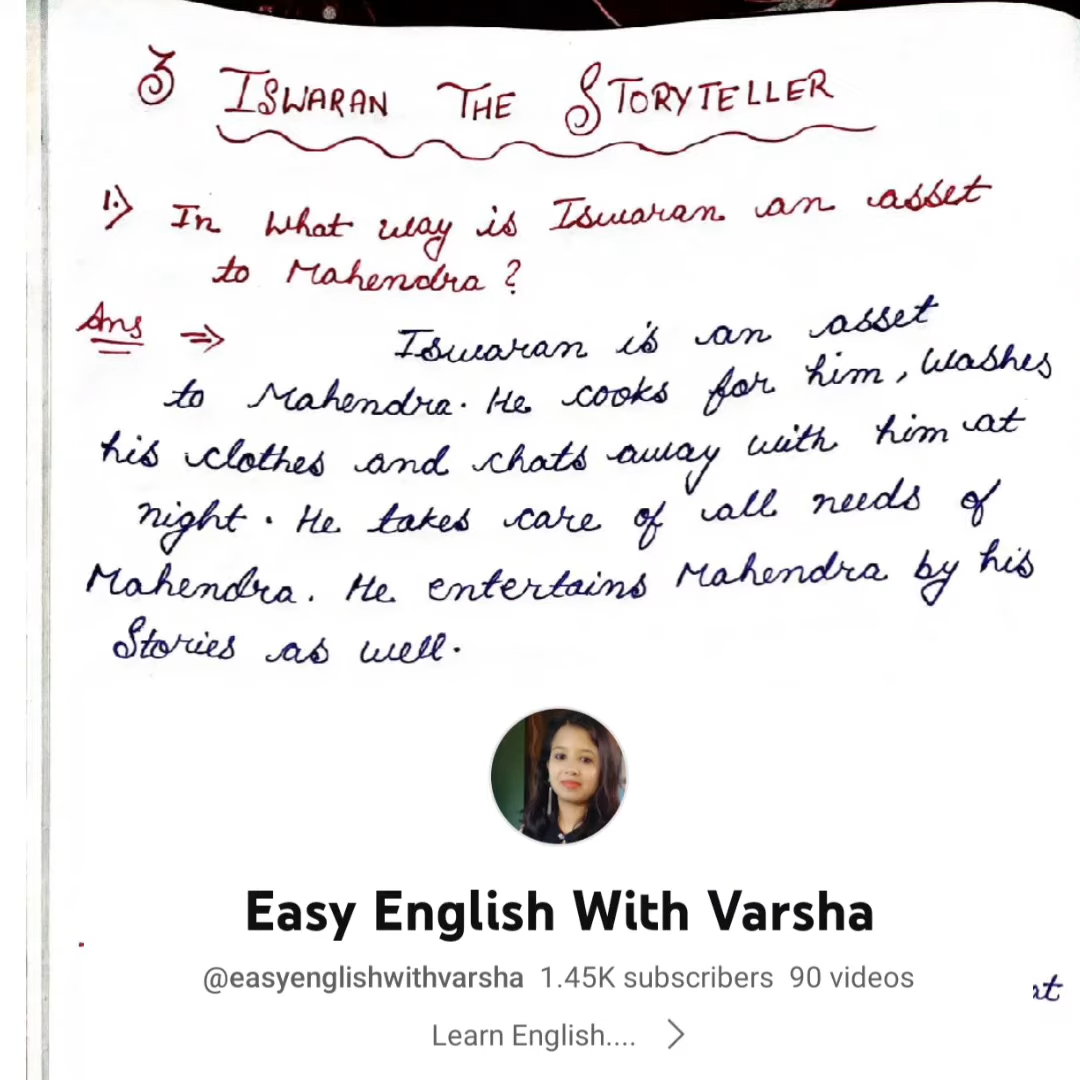 3 ISWARAN THE STORYTELLER
1.) In what way is Iswaran an asset
to Mahendra?
Ans ⇒ Iswaran is an asset
to Mahendra. He cooks for him, washes
his clothes and chats away with him at
night. He takes care of all needs of
Mahendra. He entertains Mahendra by his
Stories as well.
Easy English With Varsha
@easyenglishwithvarsha 1.45K subscribers 90 videos
at
Learn English.... >